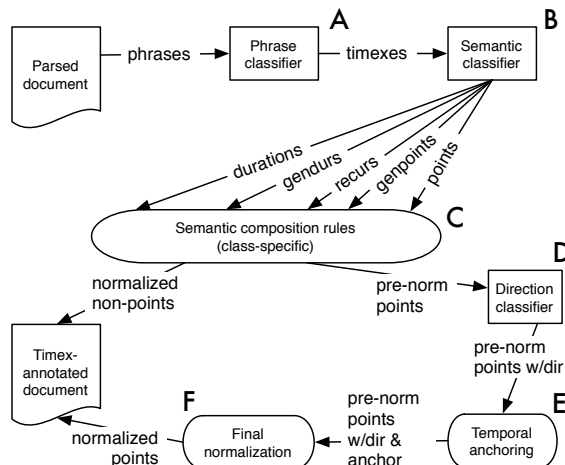 A
B
Parsed
document
phrases
Phrase
classifier
timexes
Semantic
classifier
durations
gendurs
recurs
genpoints
points
C
Semantic composition rules
(class-specific)
normalized
non-points
pre-norm
points
D
Direction
classifier
Timex-
annotated
document
pre-norm
points w/dir
F
E
normalized
points
Final
normalization
pre-norm
points
w/dir &
anchor
Temporal
anchoring